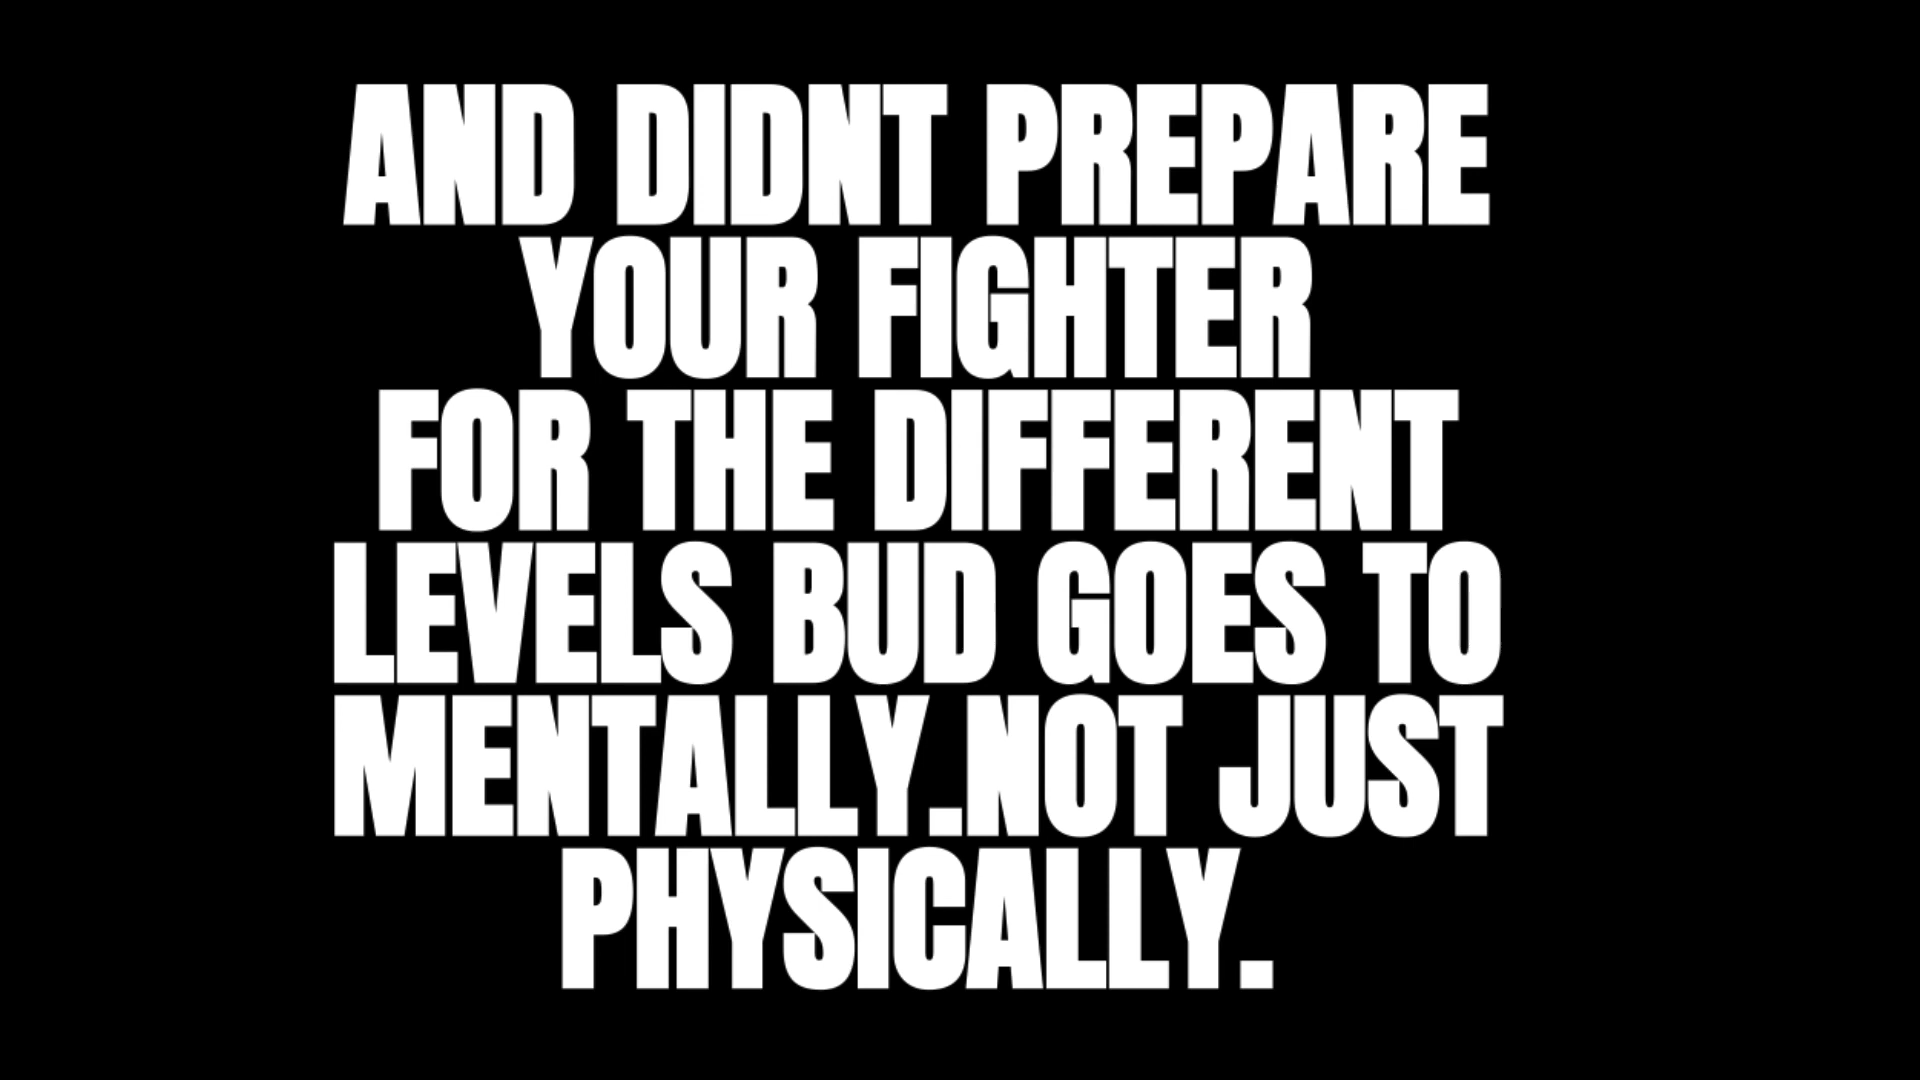 AND DIDNT PREPARE
YOUR FIGHTER
FOR THE DIFFERENT
LEVELS BUD GOES TO
MENTALLY.NOT JUST
PHYSICALLY.